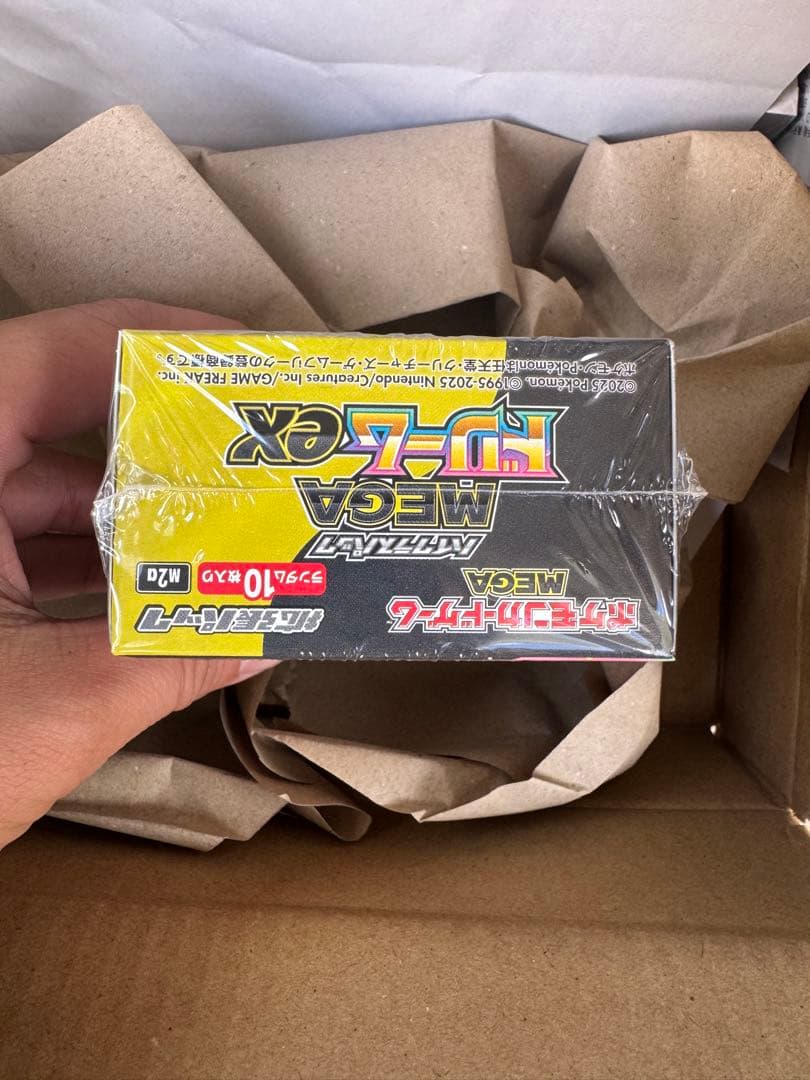 ポケモンカードゲーム
MEGA
拡張パック
ランダム10枚入り
M2a
ハイクラスパック
MEGA
ドリームex
©2025 Pokémon. ©1995-2025 Nintendo/Creatures Inc./GAME FREAK inc.
ポケモン・Pokémonは任天堂・クリーチャーズ・ゲームフリークの登録商標です。